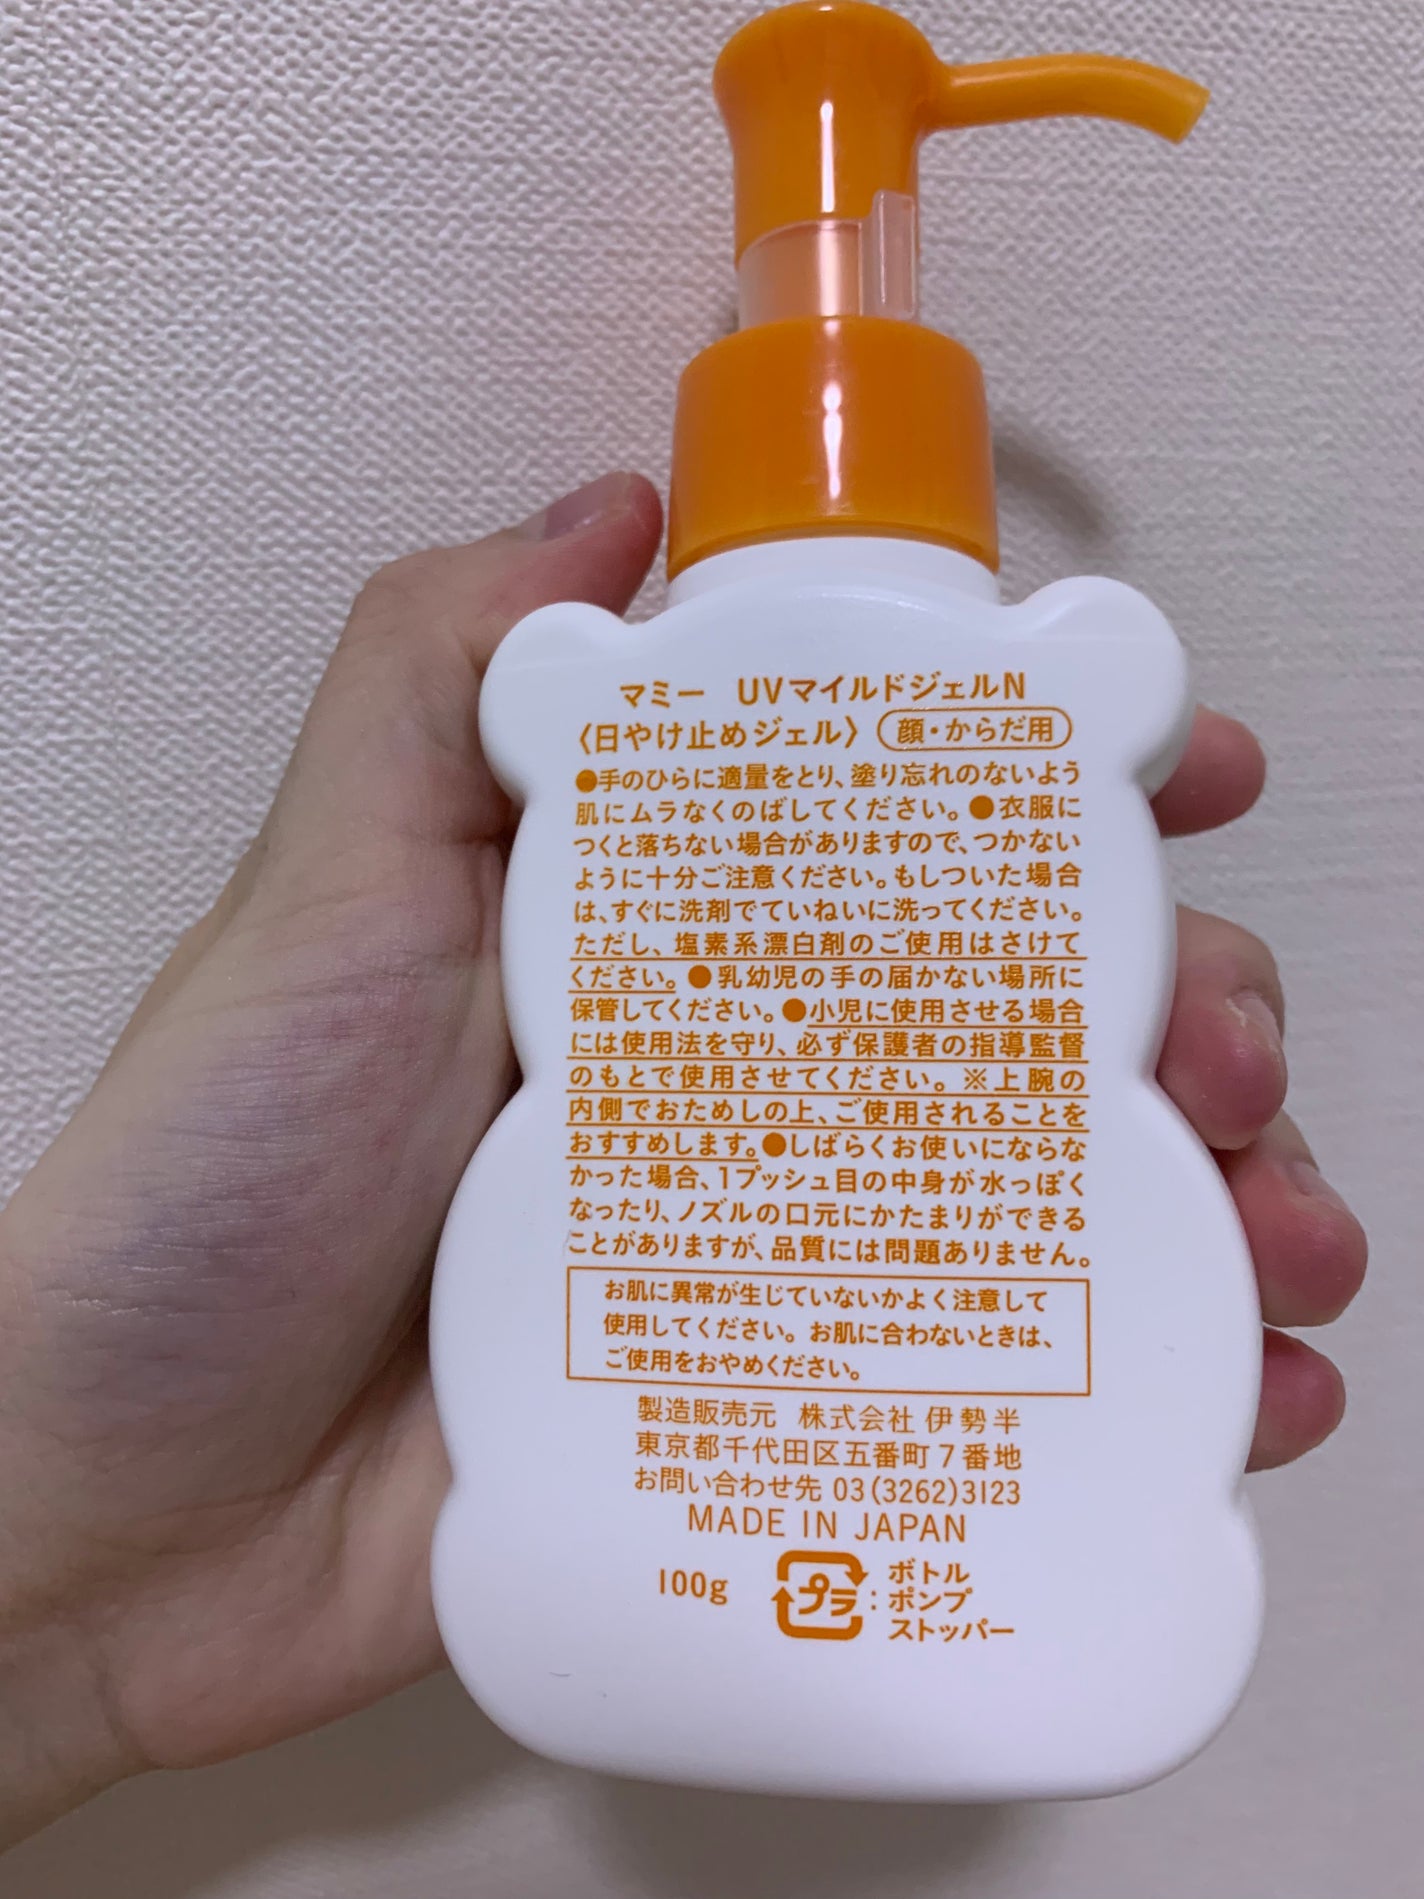 マミー UVマイルドジェルN
〈日やけ止めジェル〉 顔・からだ用
●手のひらに適量をとり、塗り忘れのないよう
肌にムラなくのばしてください。●衣服に
つくと落ちない場合がありますので、つかない
ように十分ご注意ください。もしついた場合
は、すぐに洗剤でていねいに洗ってください。
ただし、塩素系漂白剤のご使用はさけて
ください。●乳幼児の手の届かない場所に
保管してください。●小児に使用させる場合
には使用法を守り、必ず保護者の指導監督
のもとで使用させてください。※上腕の
内側でおためしの上、ご使用されることを
おすすめします。●しばらくお使いにならな
かった場合、1プッシュ目の中身が水っぽく
なったり、ノズルの口元にかたまりができる
ことがありますが、品質には問題ありません。
お肌に異常が生じていないかよく注意して
使用してください。お肌に合わないときは、
ご使用をおやめください。
製造販売元 株式会社 伊勢半
東京都千代田区五番町7番地
お問い合わせ先 03(3262)3123
MADE IN JAPAN
100g プラ : ボトル
ポンプ
ストッパー